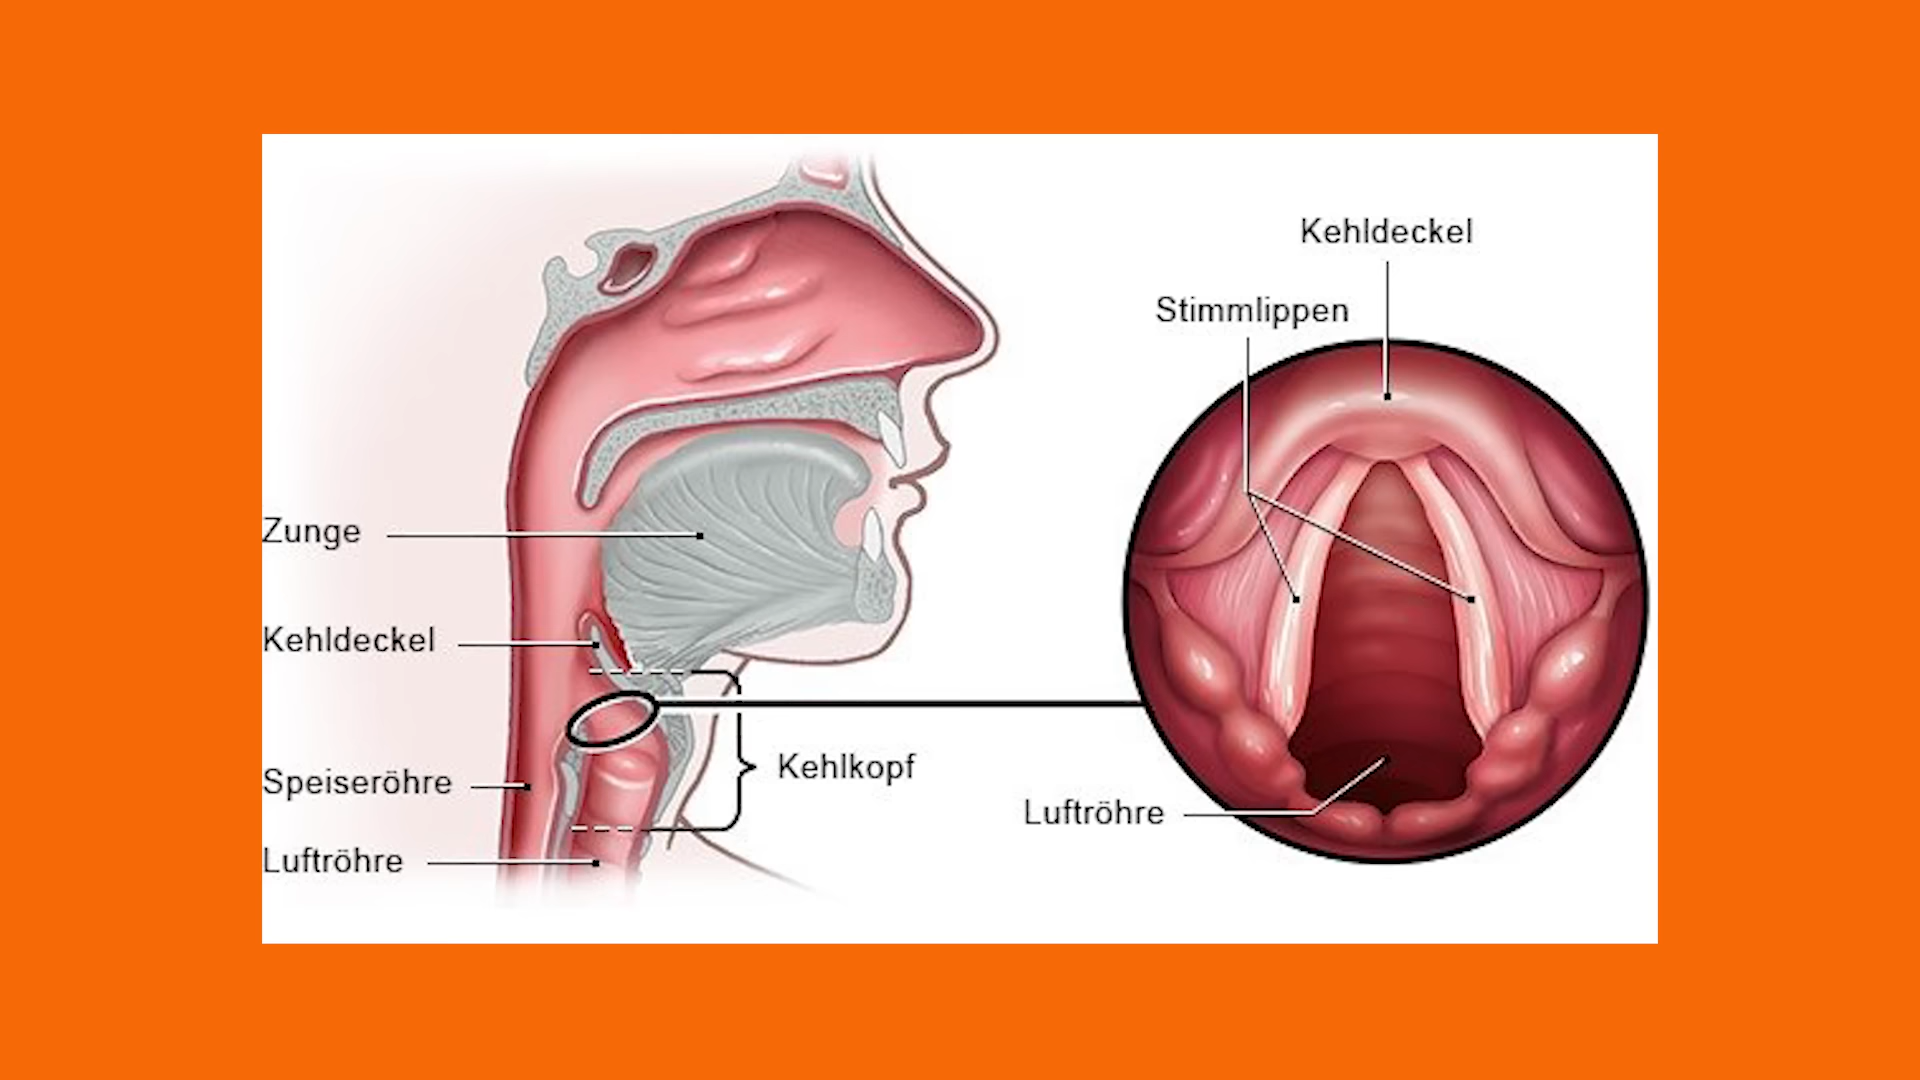 Kehldeckel
Stimmlippen
Zunge
Kehldeckel
Kehlkopf
Speiseröhre
Luftröhre
Luftröhre